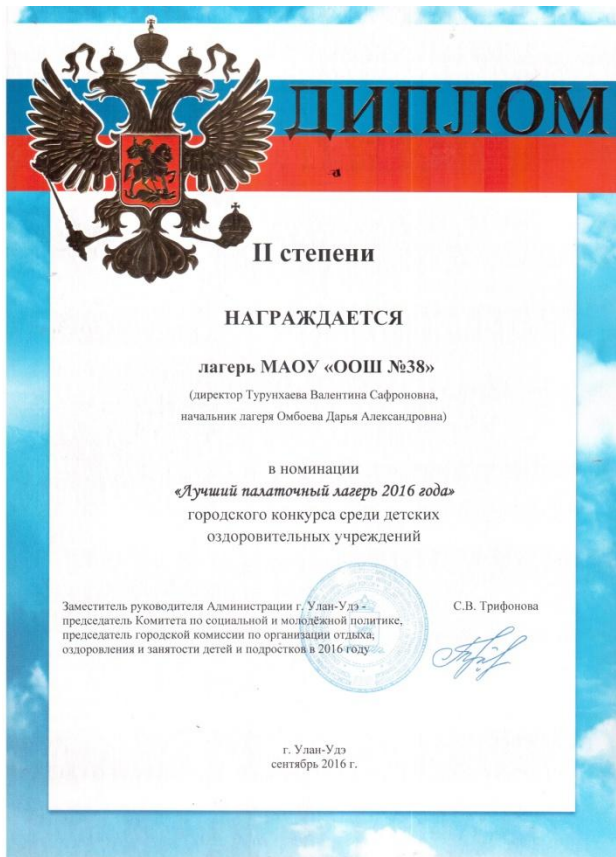 ДИПЛОМ
II степени
НАГРАЖДАЕТСЯ
лагерь МАОУ «ООШ №38»
(директор Турунхаева Валентина Сафроновна,
начальник лагеря Омбоева Дарья Александровна)
в номинации
«Лучший палаточный лагерь 2016 года»
городского конкурса среди детских
оздоровительных учреждений
Заместитель руководителя Администрации г. Улан-Удэ - С.В. Трифонова
председатель Комитета по социальной и молодёжной политике,
председатель городской комиссии по организации отдыха,
оздоровления и занятости детей и подростков в 2016 году
г. Улан-Удэ
сентябрь 2016 г.